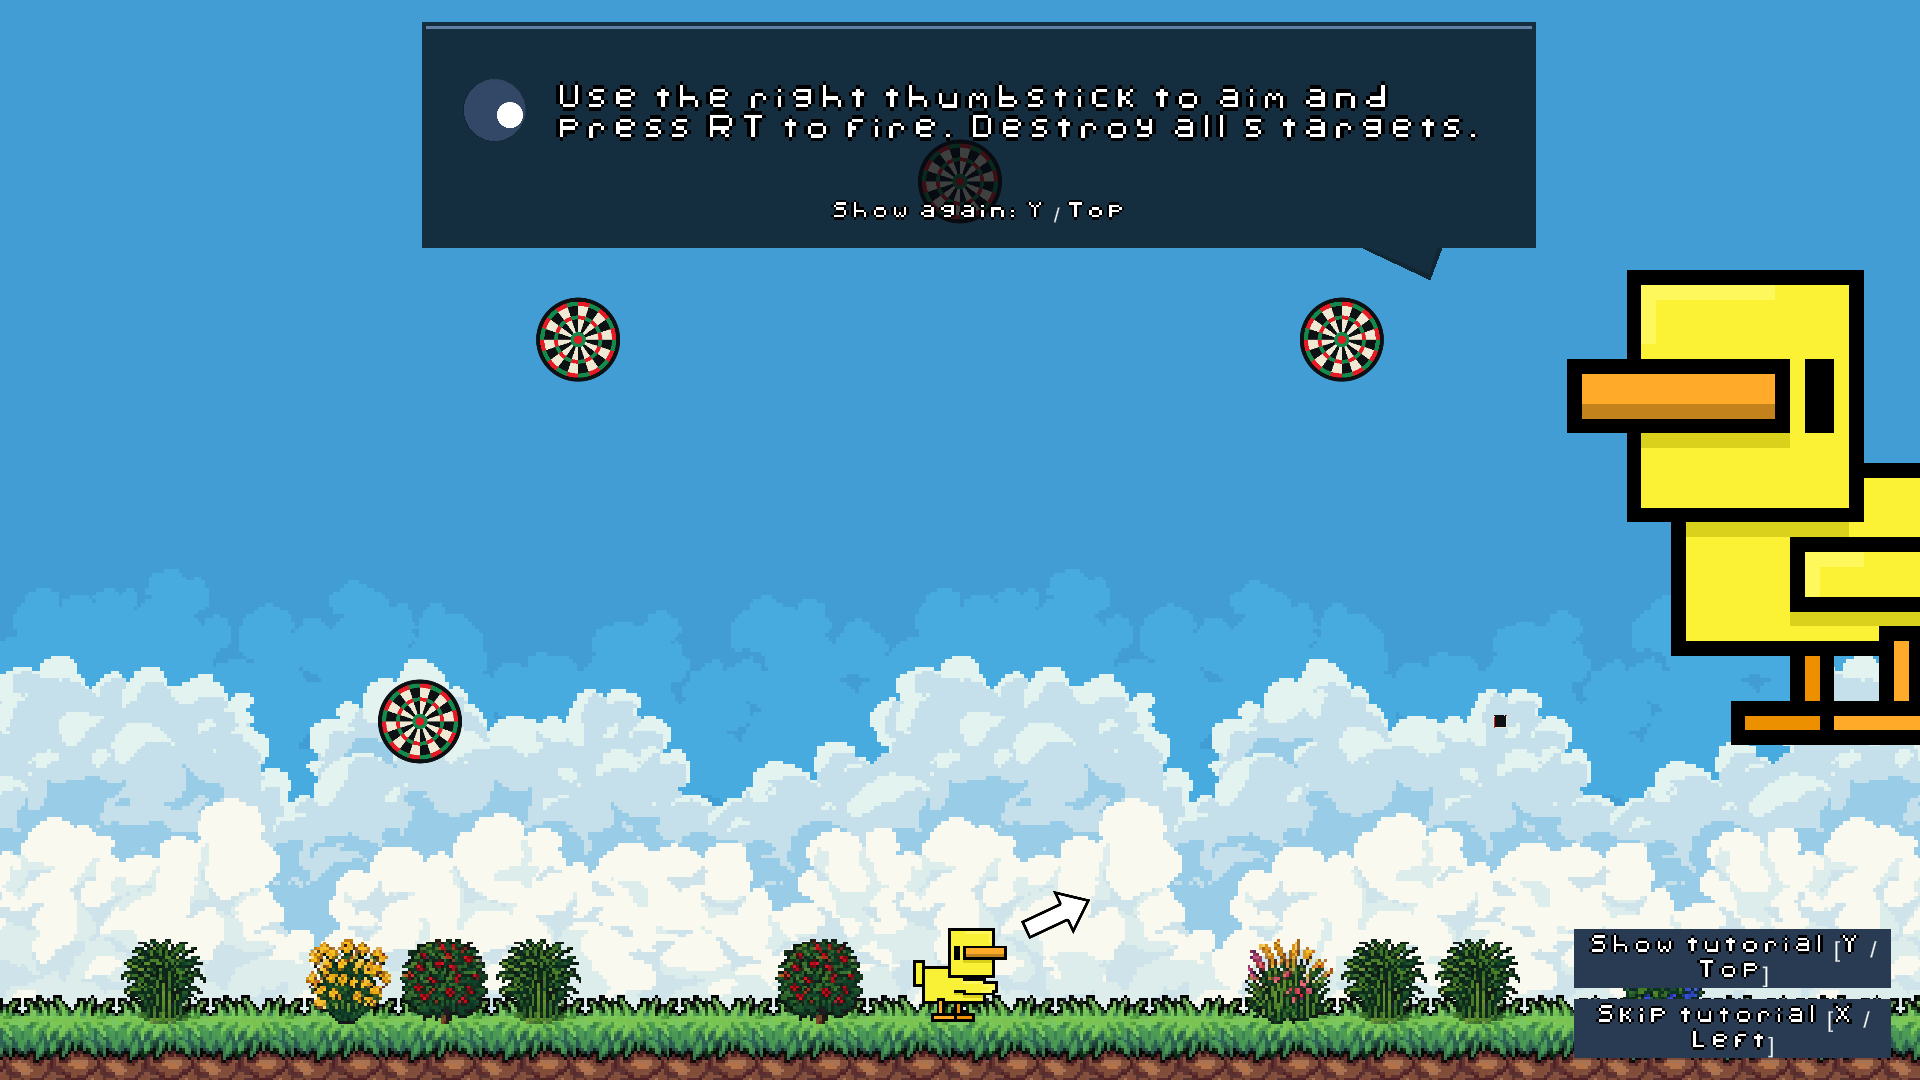 Use the right thumbstick to aim and
press RT to fire. Destroy all 5 targets.
Show again: Y / Top
Show tutorial [Y /
Top]
Skip tutorial [X /
Left]